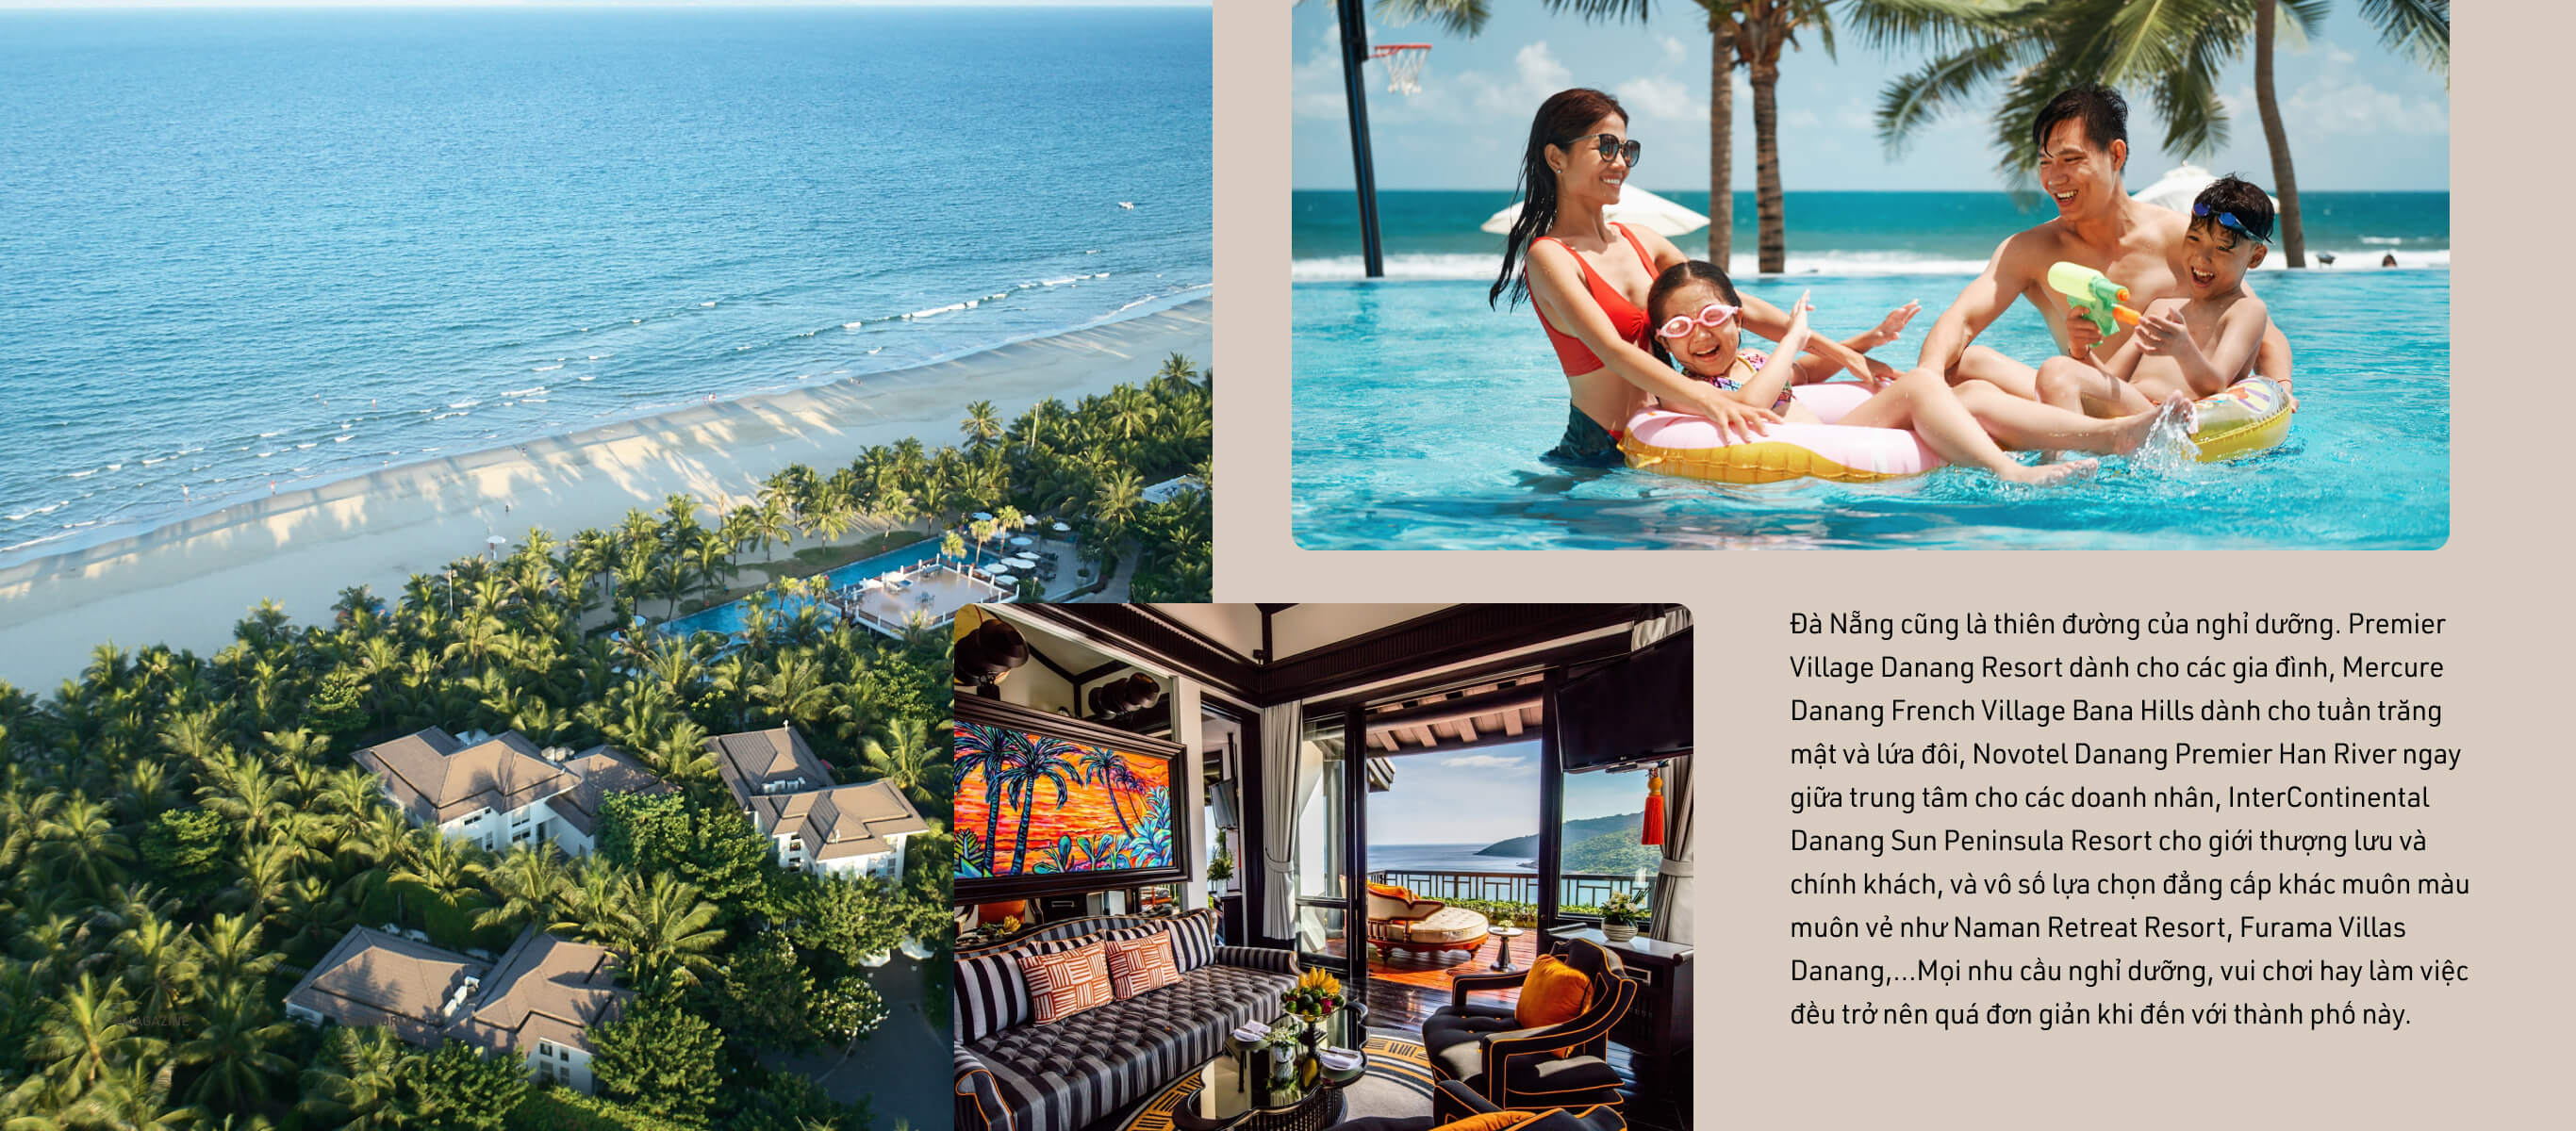 Đà Nẵng cũng là thiên đường của nghỉ dưỡng. Premier
Village Danang Resort dành cho các gia đình, Mercure
Danang French Village Bana Hills dành cho tuần trăng
mật và lứa đôi, Novotel Danang Premier Han River ngay
giữa trung tâm cho các doanh nhân, InterContinental
Danang Sun Peninsula Resort cho giới thượng lưu và
chính khách, và vô số lựa chọn đẳng cấp khác muôn màu
muôn vẻ như Naman Retreat Resort, Furama Villas
Danang,...Mọi nhu cầu nghỉ dưỡng, vui chơi hay làm việc
đều trở nên quá đơn giản khi đến với thành phố này.
MAGAZINE